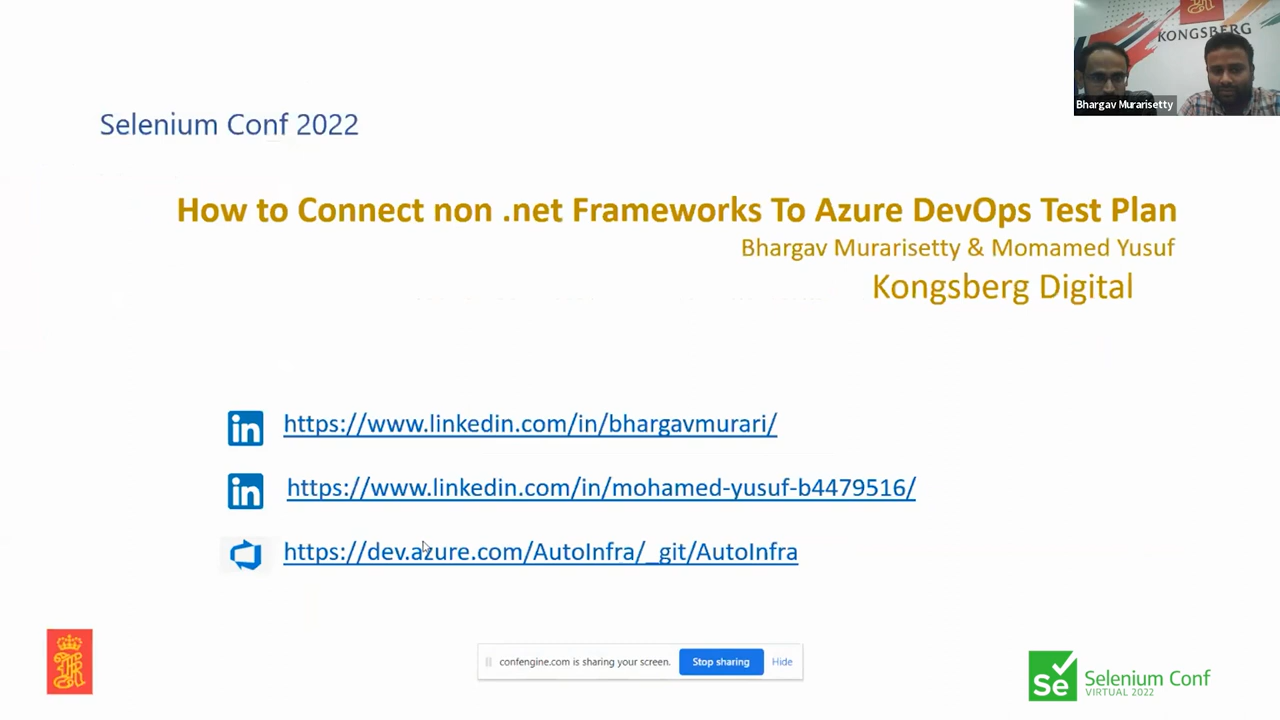 KONGSBERG
Bhargav Murarisetty
Selenium Conf 2022
How to Connect non .net Frameworks To Azure DevOps Test Plan
Bhargav Murarisetty & Momamed Yusuf
Kongsberg Digital
in https://www.linkedin.com/in/bhargavmurari/
in https://www.linkedin.com/in/mohamed-yusuf-b4479516/
https://dev.azure.com/AutoInfra/_git/AutoInfra
confengine.com is sharing your screen. Stop sharing Hide
Se Selenium Conf
VIRTUAL 2022